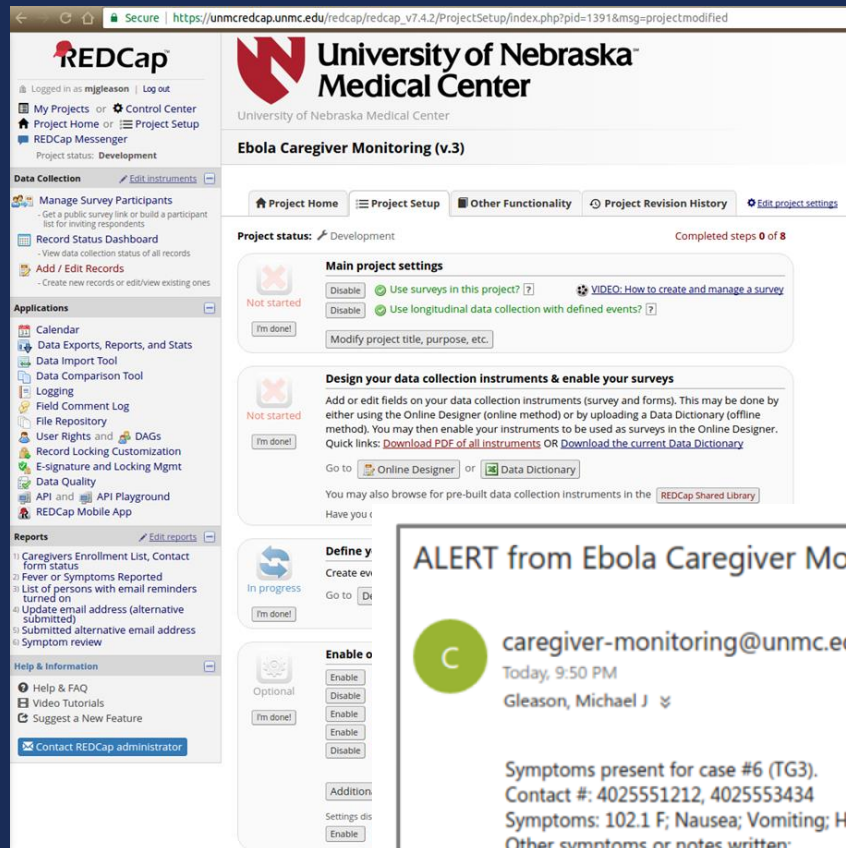 Secure | https://unmcredcap.unmc.edu/redcap/redcap_v7.4.2/ProjectSetup/index.php?pid=1391&msg=projectmodified
REDCap
Logged in as mjgleason | Log out
My Projects or Control Center
Project Home or Project Setup
REDCap Messenger
Project status: Development
Data Collection Edit instruments
Manage Survey Participants
- Get a public survey link or build a participant
list for inviting respondents
Record Status Dashboard
- View data collection status of all records
Add / Edit Records
- Create new records or edit/view existing ones
Applications
Calendar
Data Exports, Reports, and Stats
Data Import Tool
Data Comparison Tool
Logging
Field Comment Log
File Repository
User Rights and DAGs
Record Locking Customization
E-signature and Locking Mgmt
Data Quality
API and API Playground
REDCap Mobile App
Reports Edit reports
1) Caregivers Enrollment List, Contact
form status
2) Fever or Symptoms Reported
3) List of persons with email reminders
turned on
4) Update email address (alternative
submitted)
5) Submitted alternative email address
6) Symptom review
Help & Information
Help & FAQ
Video Tutorials
Suggest a New Feature
Contact REDCap administrator
N
University of Nebraska
Medical Center
University of Nebraska Medical Center
Ebola Caregiver Monitoring (v.3)
Project Home Project Setup Other Functionality Project Revision History Edit project settings
Project status: Development Completed steps 0 of 8
Main project settings
Not started
Disable Use surveys in this project? ? VIDEO: How to create and manage a survey
Disable Use longitudinal data collection with defined events? ?
I'm done!
Modify project title, purpose, etc.
Design your data collection instruments & enable your surveys
Not started
Add or edit fields on your data collection instruments (survey and forms). This may be done by
either using the Online Designer (online method) or by uploading a Data Dictionary (offline
method). You may then enable your instruments to be used as surveys in the Online Designer.
I'm done!
Quick links: Download PDF of all instruments OR Download the current Data Dictionary
Go to Online Designer or Data Dictionary
You may also browse for pre-built data collection instruments in the REDCap Shared Library
Have you
Define y
In progress
Create eve
Go to De
I'm done!
Enable o
Optional
Enable
Disable
I'm done!
Enable
Enable
Disable
Addition
Settings dis
Enable
ALERT from Ebola Caregiver Mo
C
caregiver-monitoring@unmc.e
Today, 9:50 PM
Gleason, Michael J
Symptoms present for case #6 (TG3).
Contact #: 4025551212, 4025553434
Symptoms: 102.1 F; Nausea; Vomiting; H
Other symptoms or notes written: